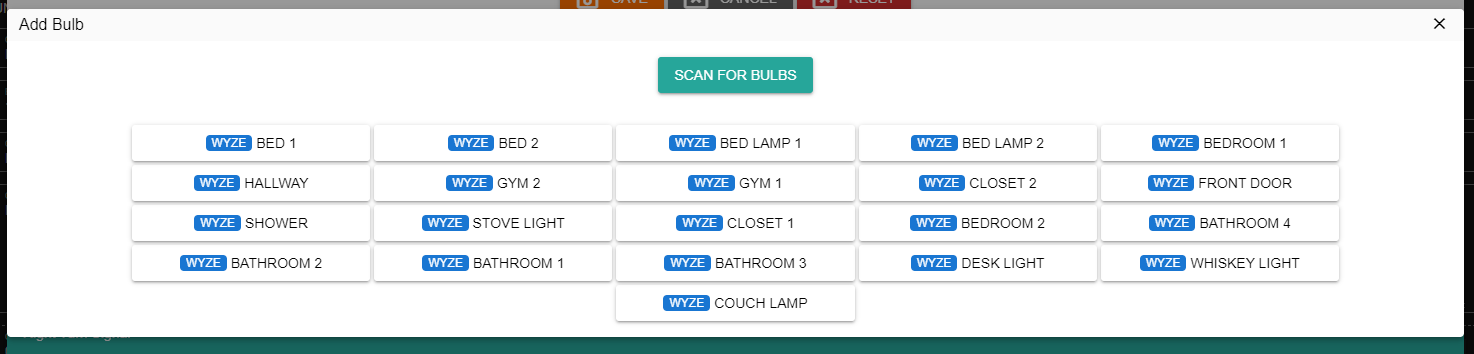 SAVE CANCEL RESET
Add Bulb
SCAN FOR BULBS
WYZE BED 1 WYZE BED 2 WYZE BED LAMP 1 WYZE BED LAMP 2 WYZE BEDROOM 1
WYZE HALLWAY WYZE GYM 2 WYZE GYM 1 WYZE CLOSET 2 WYZE FRONT DOOR
WYZE SHOWER WYZE STOVE LIGHT WYZE CLOSET 1 WYZE BEDROOM 2 WYZE BATHROOM 4
WYZE BATHROOM 2 WYZE BATHROOM 1 WYZE BATHROOM 3 WYZE DESK LIGHT WYZE WHISKEY LIGHT
WYZE COUCH LAMP